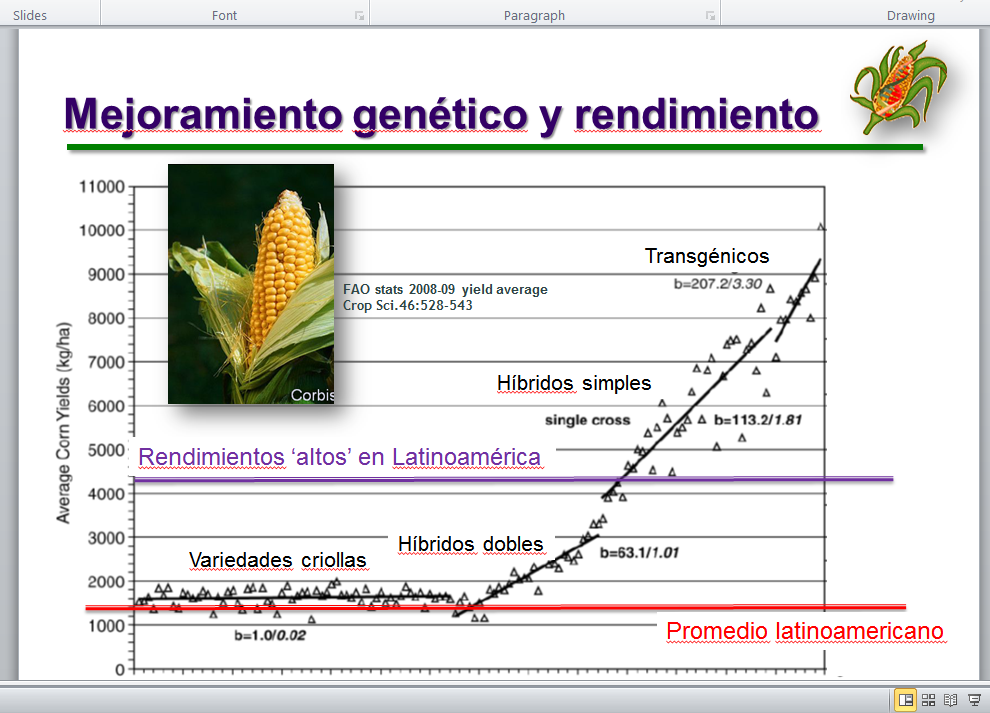 Slides Font Paragraph Drawing
Mejoramiento genético y rendimiento
11000
10000
9000
8000
7000
6000
5000
4000
3000
2000
1000
0
Average Corn Yields (kg/ha)
Corbis
FAO stats 2008-09 yield average
Crop Sci.46:528-543
Transgénicos
b=207.2/3.30
Híbridos simples
single cross
b=113.2/1.81
Rendimientos ‘altos’ en Latinoamérica
Híbridos dobles
b=63.1/1.01
Variedades criollas
b=1.0/0.02
Promedio latinoamericano